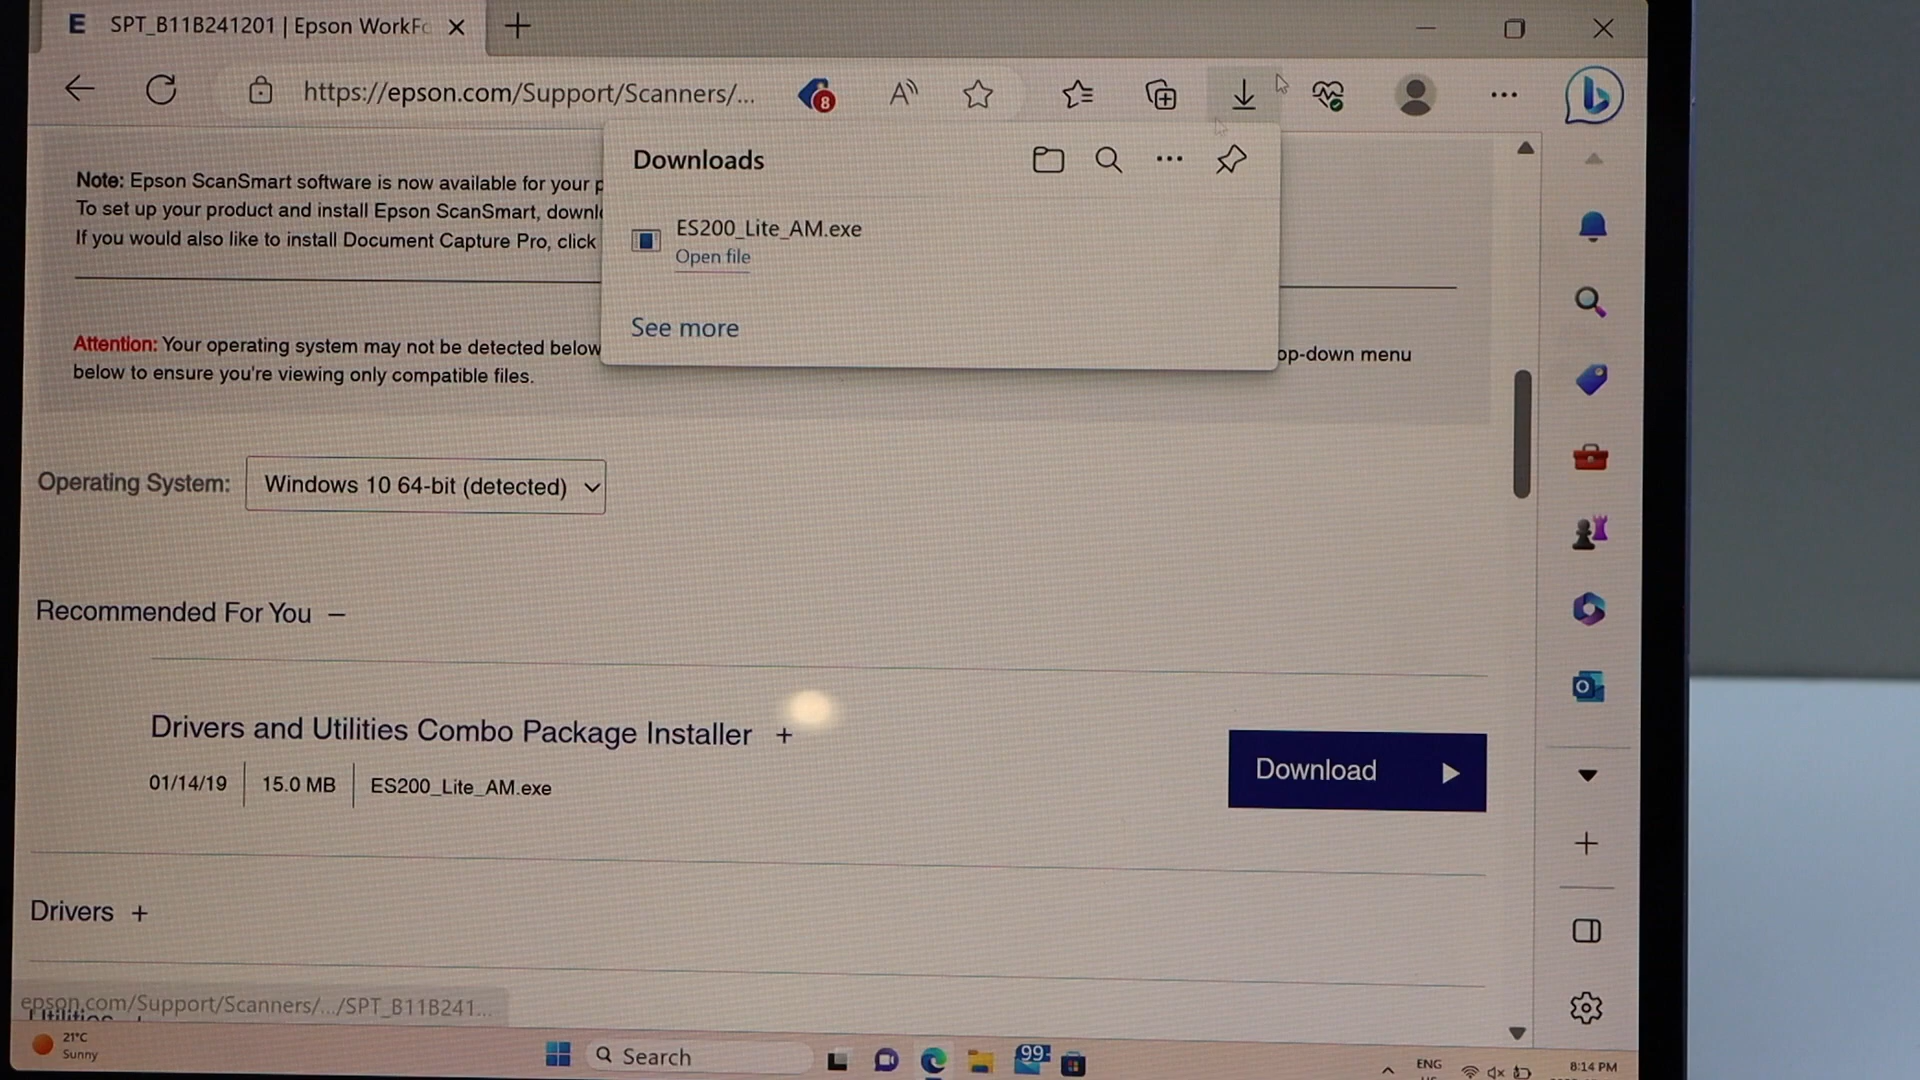 E SPT_B11B241201 | Epson WorkFo
https://epson.com/Support/Scanners/...
8
Downloads
ES200_Lite_AM.exe
Open file
See more
Note: Epson ScanSmart software is now available for your p
To set up your product and install Epson ScanSmart, downl
If you would also like to install Document Capture Pro, click
Attention: Your operating system may not be detected below
op-down menu
below to ensure you're viewing only compatible files.
Operating System: Windows 10 64-bit (detected)
Recommended For You −
Drivers and Utilities Combo Package Installer +
01/14/19 | 15.0 MB | ES200_Lite_AM.exe
Download
Drivers +
epson.com/Support/Scanners/.../SPT_B11B241...
Utilities
21°C
Sunny
Search
99+
ENG
8:14 PM